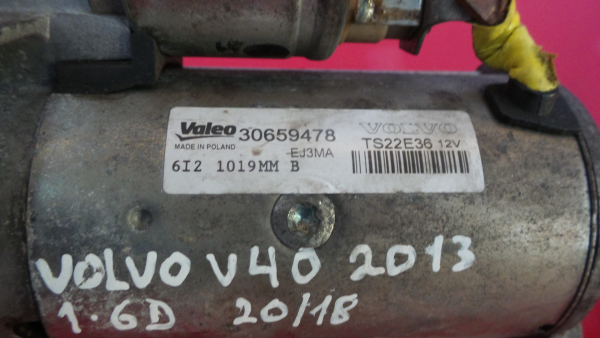 Valeo 30659478 VOLVO
MADE IN POLAND EJ3MA TS22E36 12V
6I2 1019MM B
VOLVO V40 2013
1.6D 20/18